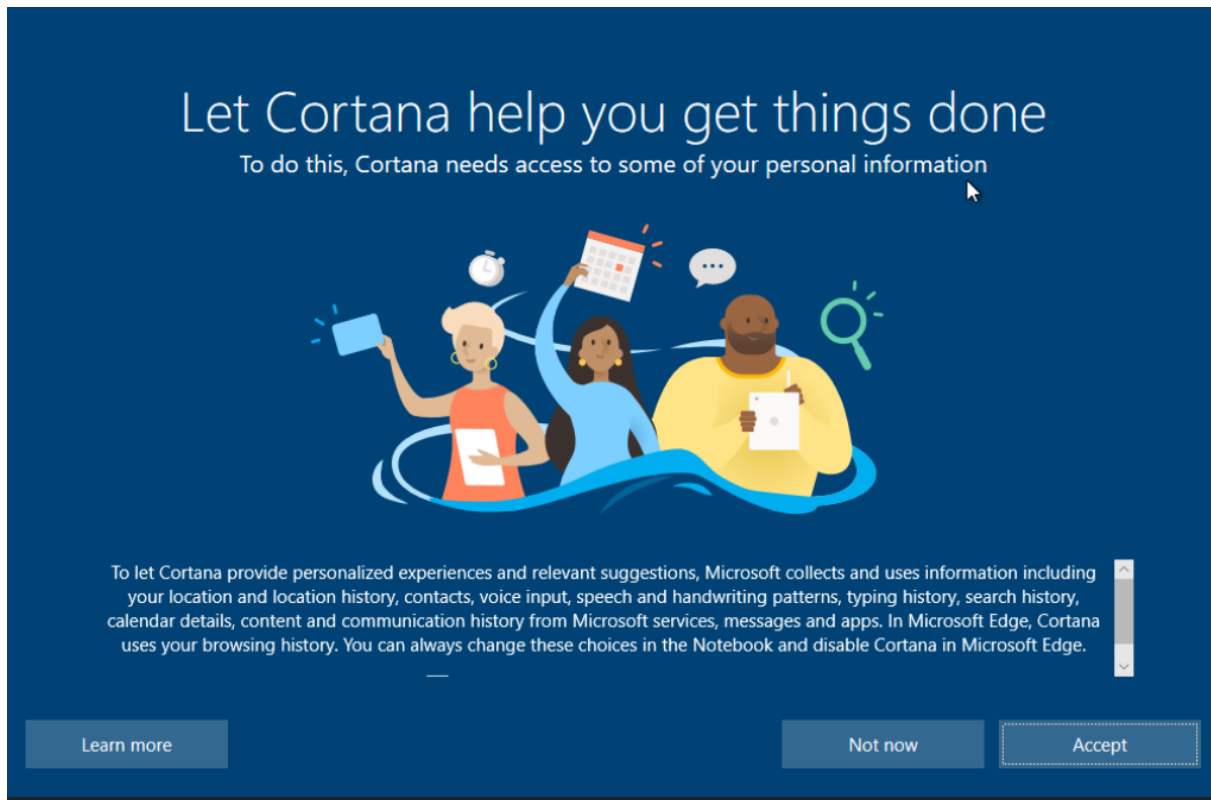 Let Cortana help you get things done
To do this, Cortana needs access to some of your personal information
To let Cortana provide personalized experiences and relevant suggestions, Microsoft collects and uses information including
your location and location history, contacts, voice input, speech and handwriting patterns, typing history, search history,
calendar details, content and communication history from Microsoft services, messages and apps. In Microsoft Edge, Cortana
uses your browsing history. You can always change these choices in the Notebook and disable Cortana in Microsoft Edge.
Learn more
Not now
Accept